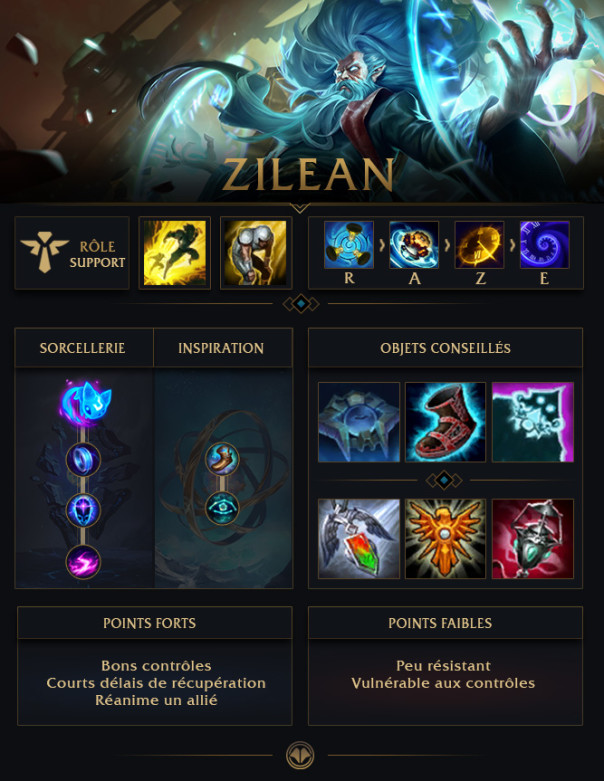 ZILEAN
RÔLE
SUPPORT
R
A
Z
E
SORCELLERIE
INSPIRATION
OBJETS CONSEILLÉS
POINTS FORTS
Bons contrôles
Courts délais de récupération
Réanime un allié
POINTS FAIBLES
Peu résistant
Vulnérable aux contrôles